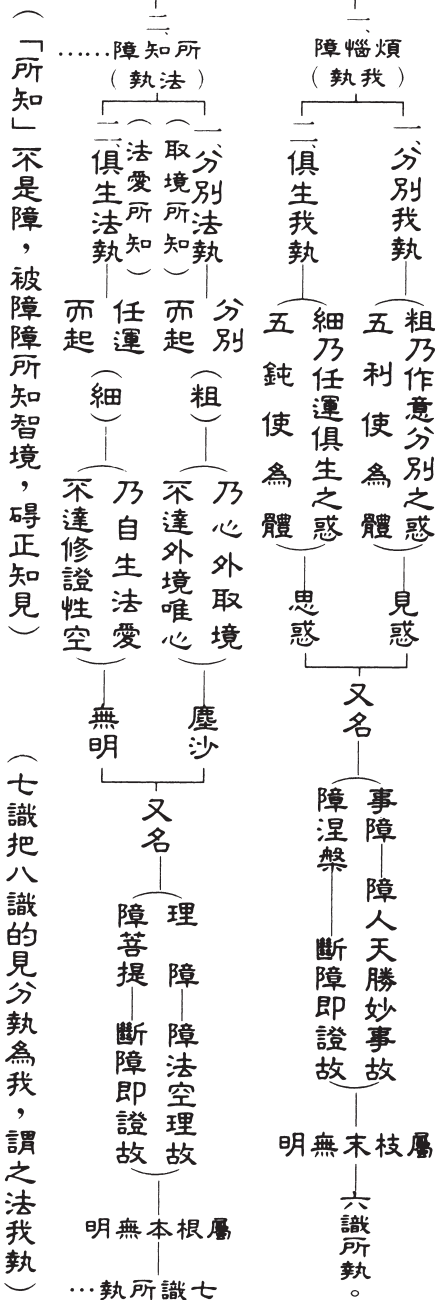 一、
煩惱障
(我執)
一、分別我執
粗乃作意分別之惑
五利使為體
見惑
二、俱生我執
細乃任運俱生之惑
五鈍使為體
思惑
又名
事障—障人天勝妙事故
障涅槃—斷障即證故
屬枝末無明
六識所執。
二、
所知障……
(法執)
一、分別法執
(取境所知)
分別
而起
(粗)
乃心外取境
不達外境唯心
塵沙
二、俱生法執
(法愛所知)
任運
而起
(細)
乃自生法愛
不達修證性空
無明
又名
理障—障法空理故
障菩提—斷障即證故
屬根本無明
七識所執…
(「所知」不是障,被障障所知智境,碍正知見)
(七識把八識的見分執為我,謂之法我執)